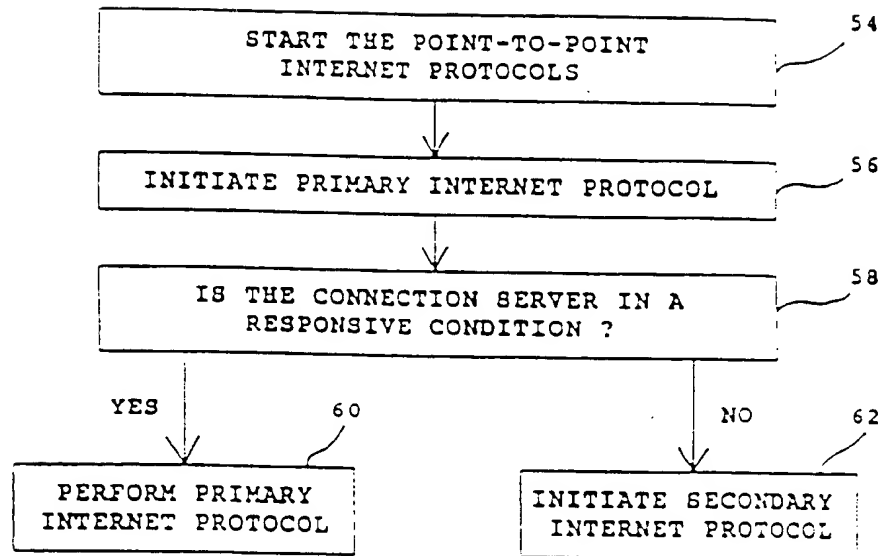 54
START THE POINT-TO-POINT
INTERNET PROTOCOLS
56
INITIATE PRIMARY INTERNET PROTOCOL
58
IS THE CONNECTION SERVER IN A
RESPONSIVE CONDITION ?
YES
NO
60
62
PERFORM PRIMARY
INTERNET PROTOCOL
INITIATE SECONDARY
INTERNET PROTOCOL